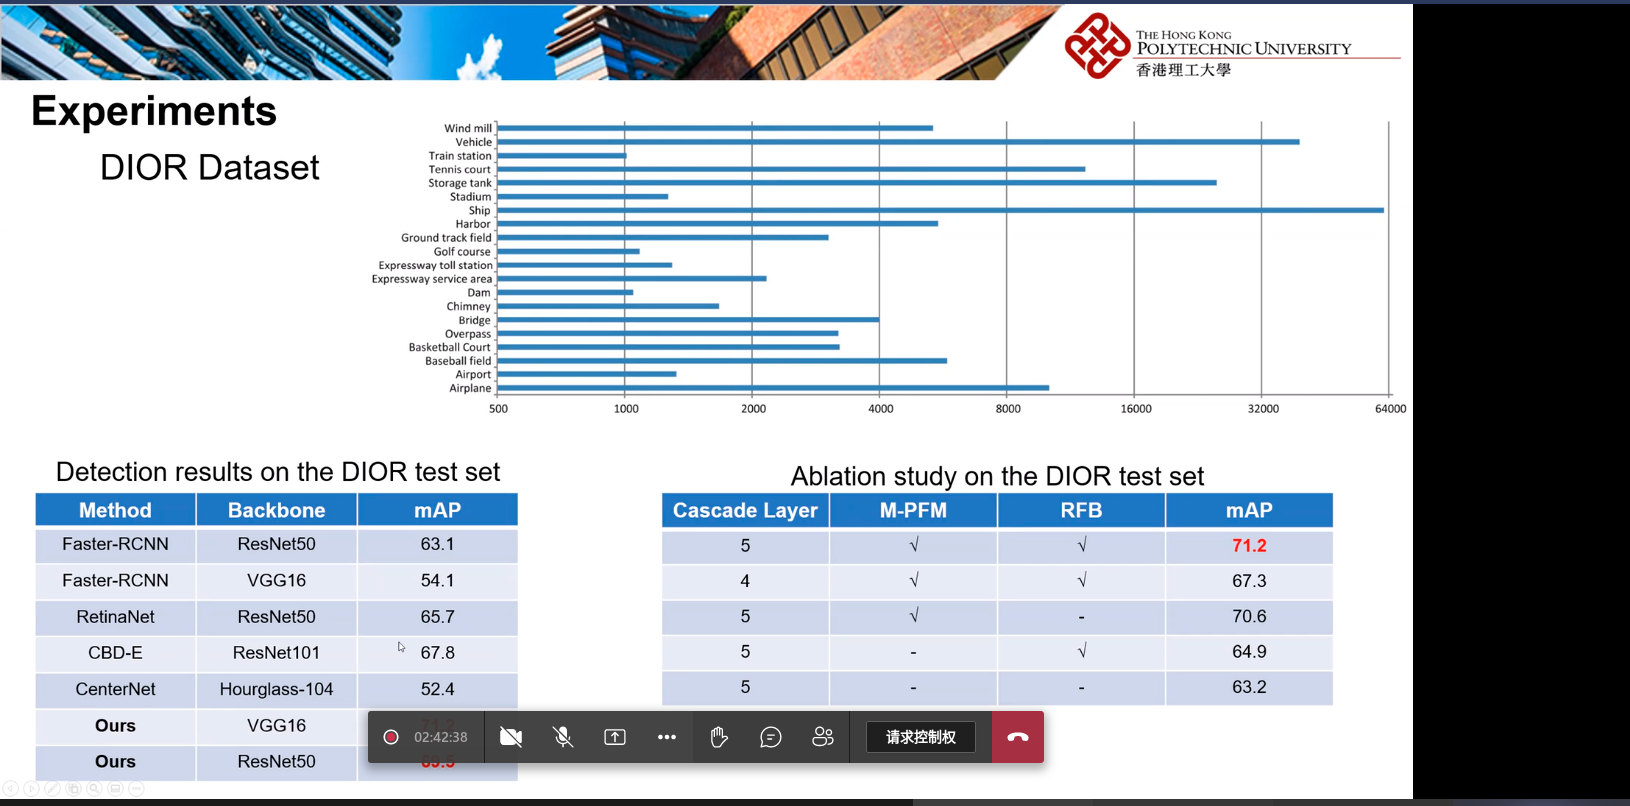 THE HONG KONG
POLYTECHNIC UNIVERSITY
香港理工大學
Experiments
DIOR Dataset
Wind mill
Vehicle
Train station
Tennis court
Storage tank
Stadium
Ship
Harbor
Ground track field
Golf course
Expressway toll station
Expressway service area
Dam
Chimney
Bridge
Overpass
Basketball Court
Baseball field
Airport
Airplane
500 1000 2000 4000 8000 16000 32000 64000
Detection results on the DIOR test set
Method Backbone mAP
Faster-RCNN ResNet50 63.1
Faster-RCNN VGG16 54.1
RetinaNet ResNet50 65.7
CBD-E ResNet101 67.8
CenterNet Hourglass-104 52.4
Ours VGG16
Ours ResNet50
Ablation study on the DIOR test set
Cascade Layer M-PFM RFB mAP
5 √ √ 71.2
4 √ √ 67.3
5 √ - 70.6
5 - √ 64.9
5 - - 63.2
02:42:38
请求控制权